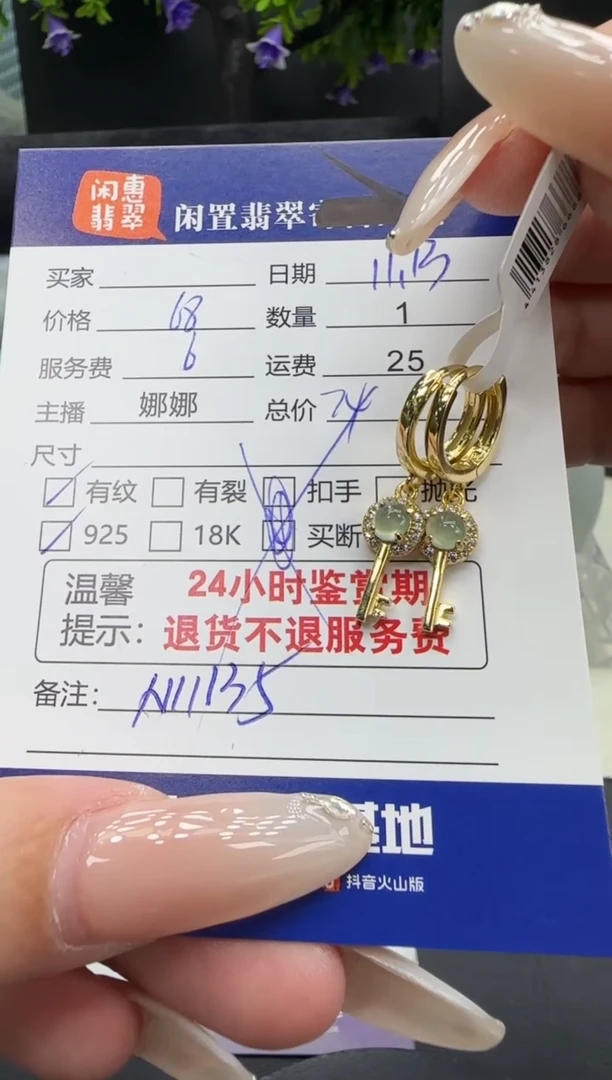 闲惠
翡翠
闲置翡翠
买家 日期 11.13
价格 68 数量 1
服务费 6 运费 25
主播 娜娜 总价 74
尺寸
有纹 有裂 扣手
925 18K 买断
温馨 24小时鉴赏期
提示: 退货不退服务费
备注: N11135
基地
抖音火山版